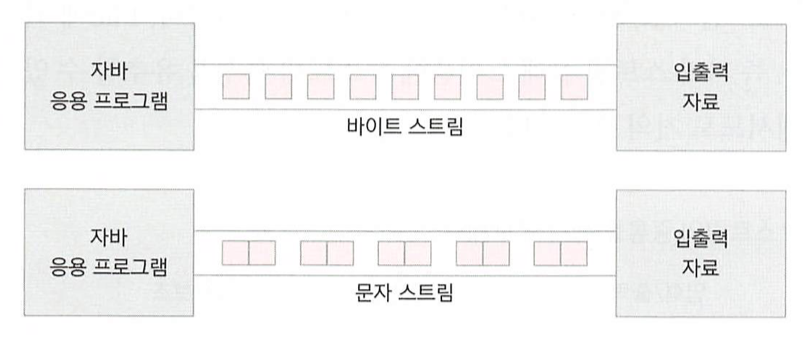 자바
응용 프로그램
입출력
자료
바이트 스트림
자바
응용 프로그램
입출력
자료
문자 스트림